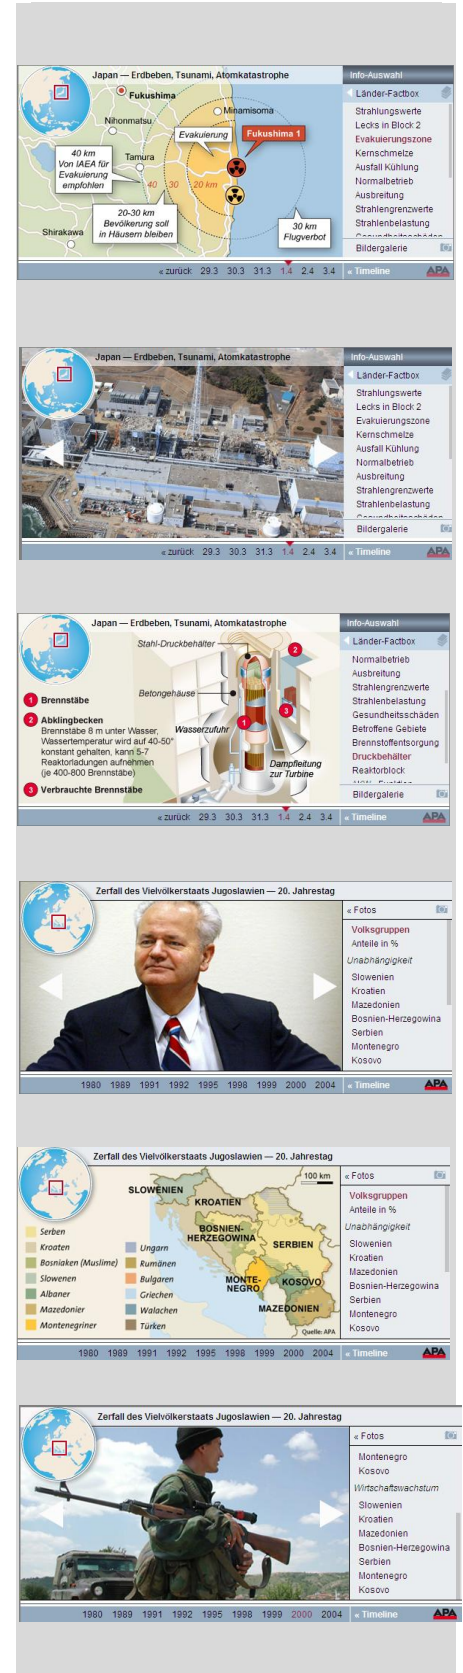 Japan — Erdbeben, Tsunami, Atomkatastrophe
Info-Auswahl
Länder-Factbox
Fukushima
Minamisoma
Nihonmatsu
Evakuierung
Fukushima 1
40 km
Von IAEA für
Evakuierung
empfohlen
Tamura
40
30
20 km
20-30 km
Bevölkerung soll
in Häusern bleiben
30 km
Flugverbot
Shirakawa
Strahlungswerte
Lecks in Block 2
Evakuierungszone
Kernschmelze
Ausfall Kühlung
Normalbetrieb
Ausbreitung
Strahlengrenzwerte
Strahlenbelastung
Gesundheitsschäden
Bildergalerie
« zurück 29.3 30.3 31.3 1.4 2.4 3.4
« Timeline
APA
Japan — Erdbeben, Tsunami, Atomkatastrophe
Info-Auswahl
Länder-Factbox
Strahlungswerte
Lecks in Block 2
Evakuierungszone
Kernschmelze
Ausfall Kühlung
Normalbetrieb
Ausbreitung
Strahlengrenzwerte
Strahlenbelastung
Gesundheitsschäden
Bildergalerie
« zurück 29.3 30.3 31.3 1.4 2.4 3.4
« Timeline
APA
Japan — Erdbeben, Tsunami, Atomkatastrophe
Info-Auswahl
Länder-Factbox
Stahl-Druckbehälter
2
Betongehäuse
1 Brennstäbe
2 Abklingbecken
Brennstäbe 8 m unter Wasser,
Wassertemperatur wird auf 40-50°
konstant gehalten, kann 5-7
Reaktorladungen aufnehmen
(je 400-800 Brennstäbe)
3 Verbrauchte Brennstäbe
1
3
Wasserzufuhr
Dampfleitung
zur Turbine
Normalbetrieb
Ausbreitung
Strahlengrenzwerte
Strahlenbelastung
Gesundheitsschäden
Betroffene Gebiete
Brennstoffentsorgung
Druckbehälter
Reaktorblock
Bildergalerie
« zurück 29.3 30.3 31.3 1.4 2.4 3.4
« Timeline
APA
Zerfall des Vielvölkerstaats Jugoslawien — 20. Jahrestag
« Fotos
Volksgruppen
Anteile in %
Unabhängigkeit
Slowenien
Kroatien
Mazedonien
Bosnien-Herzegowina
Serbien
Montenegro
Kosovo
1980 1989 1991 1992 1995 1998 1999 2000 2004
« Timeline
APA
Zerfall des Vielvölkerstaats Jugoslawien — 20. Jahrestag
100 km
SLOWENIEN
KROATIEN
BOSNIEN-
HERZEGOWINA
SERBIEN
MONTE-
NEGRO
KOSOVO
MAZEDONIEN
Quelle: APA
Serben
Kroaten
Bosniaken (Muslime)
Slowenen
Albaner
Mazedonier
Montenegriner
Ungarn
Rumänen
Bulgaren
Griechen
Walachen
Türken
« Fotos
Volksgruppen
Anteile in %
Unabhängigkeit
Slowenien
Kroatien
Mazedonien
Bosnien-Herzegowina
Serbien
Montenegro
Kosovo
1980 1989 1991 1992 1995 1998 1999 2000 2004
« Timeline
APA
Zerfall des Vielvölkerstaats Jugoslawien — 20. Jahrestag
« Fotos
Montenegro
Kosovo
Wirtschaftswachstum
Slowenien
Kroatien
Mazedonien
Bosnien-Herzegowina
Serbien
Montenegro
Kosovo
1980 1989 1991 1992 1995 1998 1999 2000 2004
« Timeline
APA